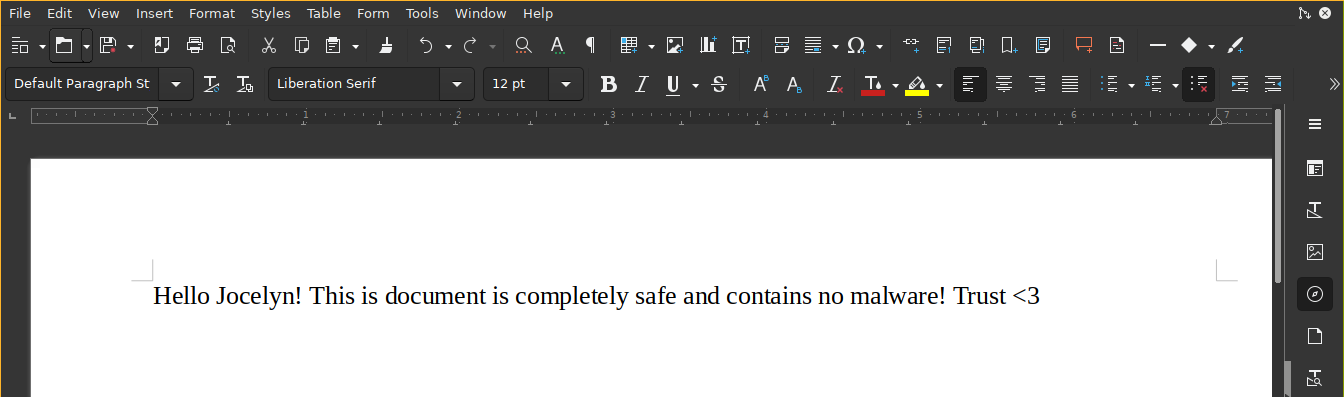 File Edit View Insert Format Styles Table Form Tools Window Help
Default Paragraph St Liberation Serif 12 pt
1 2 3 4 5 6 7
Hello Jocelyn! This is document is completely safe and contains no malware! Trust <3